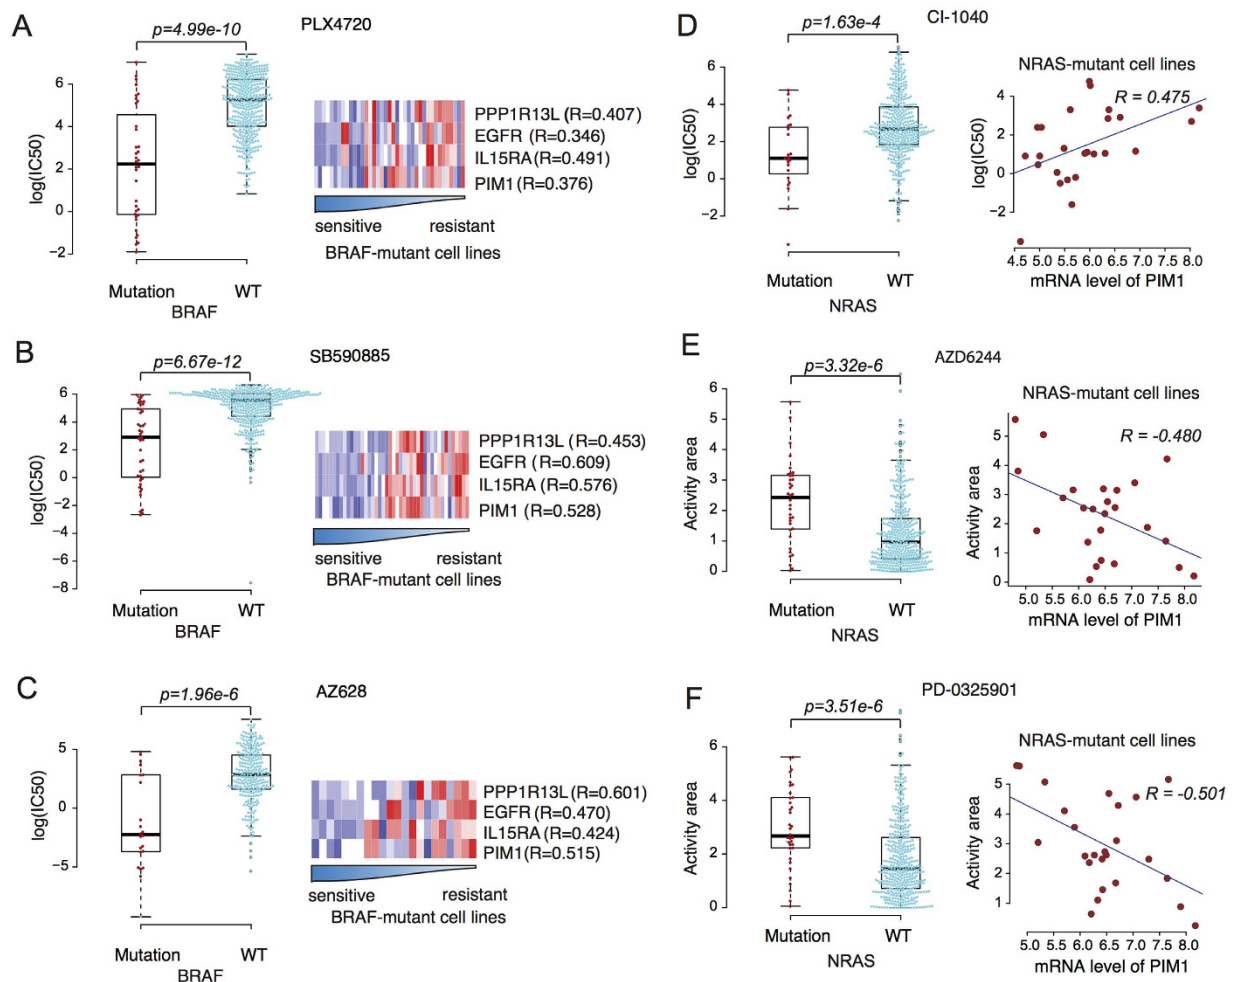 A
PLX4720
p=4.99e-10
log(IC50)
6
4
2
0
−2
Mutation WT
BRAF
PPP1R13L (R=0.407)
EGFR (R=0.346)
IL15RA (R=0.491)
PIM1(R=0.376)
sensitive resistant
BRAF-mutant cell lines
B
SB590885
p=6.67e-12
log(IC50)
6
4
2
0
−2
−4
−6
−8
Mutation WT
BRAF
PPP1R13L (R=0.453)
EGFR (R=0.609)
IL15RA (R=0.576)
PIM1 (R=0.528)
sensitive resistant
BRAF-mutant cell lines
C
AZ628
p=1.96e-6
log(IC50)
5
0
−5
Mutation WT
BRAF
PPP1R13L (R=0.601)
EGFR (R=0.470)
IL15RA (R=0.424)
PIM1(R=0.515)
sensitive resistant
BRAF-mutant cell lines
D
CI-1040
p=1.63e-4
log(IC50)
6
4
2
0
−2
Mutation WT
NRAS
NRAS-mutant cell lines
R = 0.475
log(IC50)
4
2
0
−2
4.5 5.0 5.5 6.0 6.5 7.0 7.5 8.0
mRNA level of PIM1
E
AZD6244
p=3.32e-6
Activity area
6
5
4
3
2
1
0
Mutation WT
NRAS
NRAS-mutant cell lines
R = -0.480
Activity area
5
4
3
2
1
0
5.0 5.5 6.0 6.5 7.0 7.5 8.0
mRNA level of PIM1
F
PD-0325901
p=3.51e-6
Activity area
6
4
2
0
Mutation WT
NRAS
NRAS-mutant cell lines
R = -0.501
Activity area
5
4
3
2
1
5.0 5.5 6.0 6.5 7.0 7.5 8.0
mRNA level of PIM1